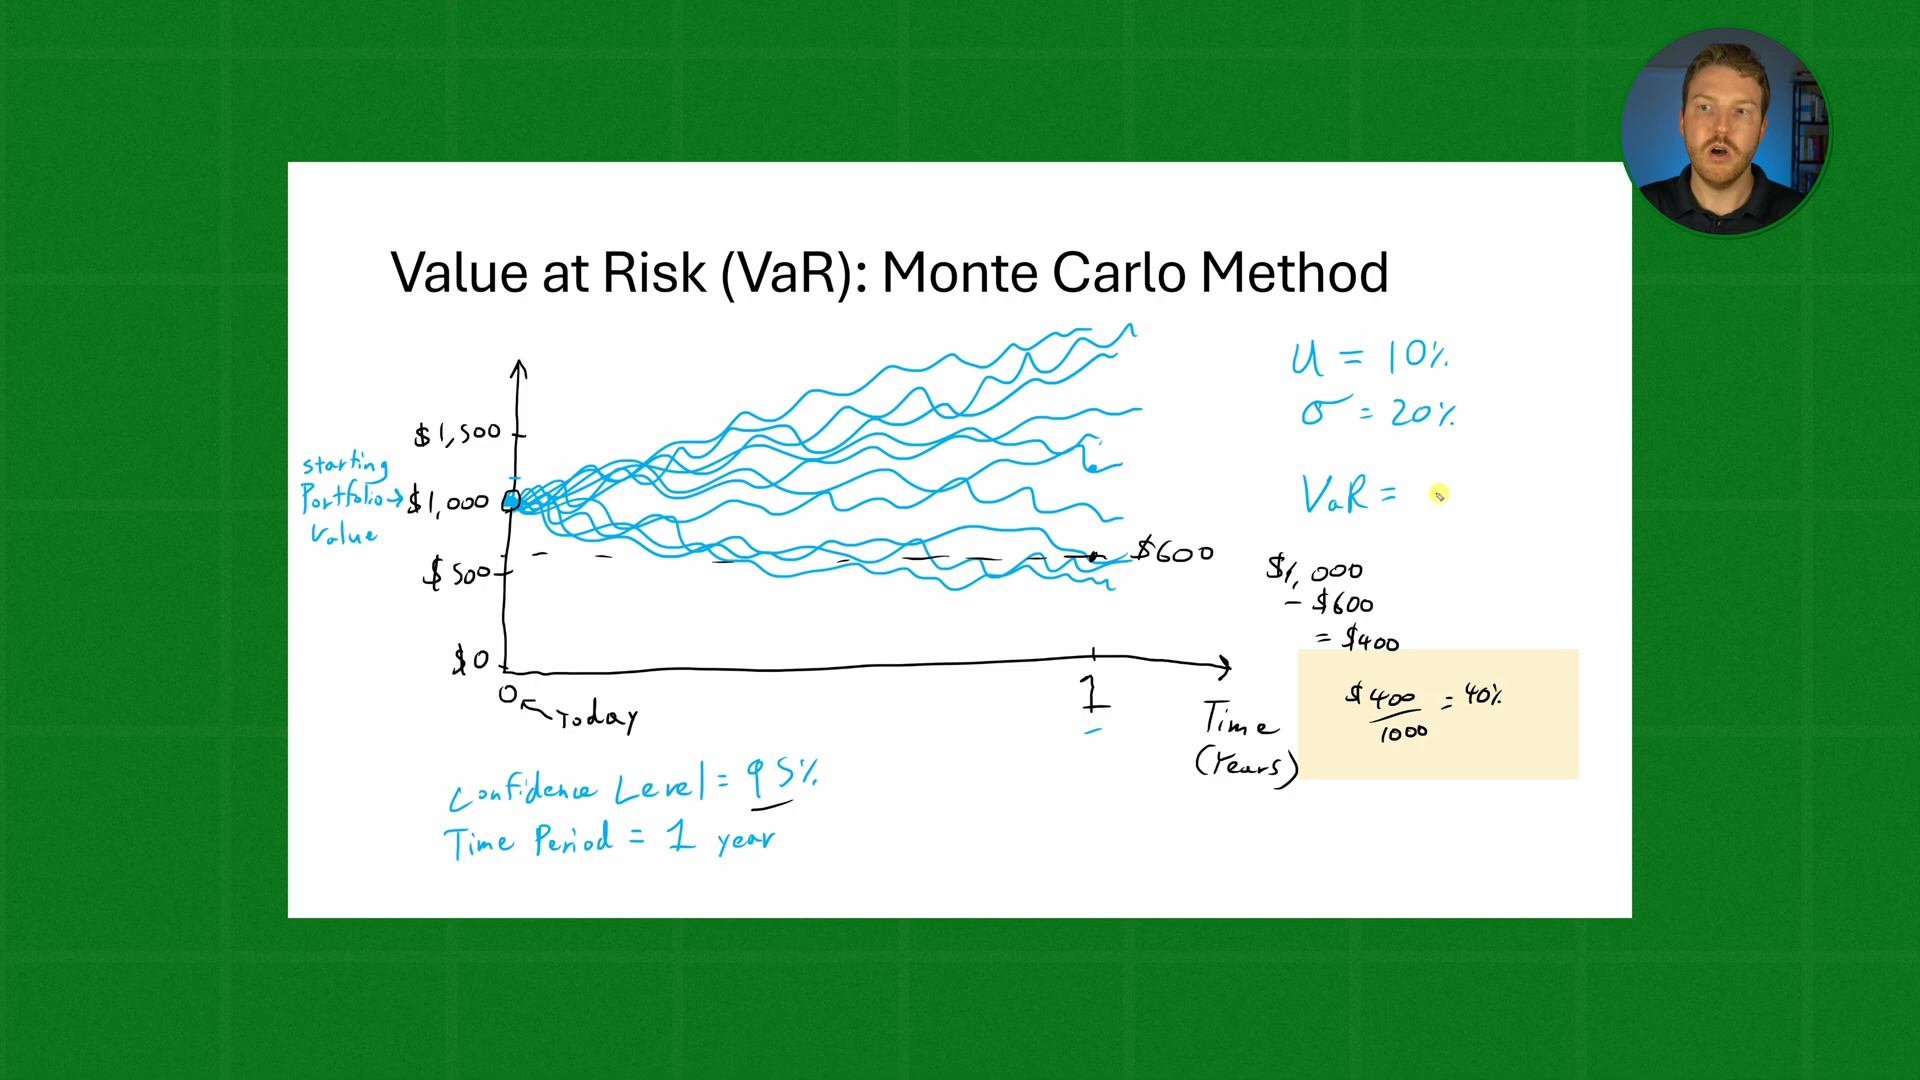 Value at Risk (VaR): Monte Carlo Method
$1,500
starting
Portfolio → $1,000
Value
$500
$0
0
Today
1
Time
(Years)
$600
U = 10%
σ = 20%
VaR =
$1,000
- $600
= $400
$400 = 40%
1000
Confidence Level = 95%
Time Period = 1 year